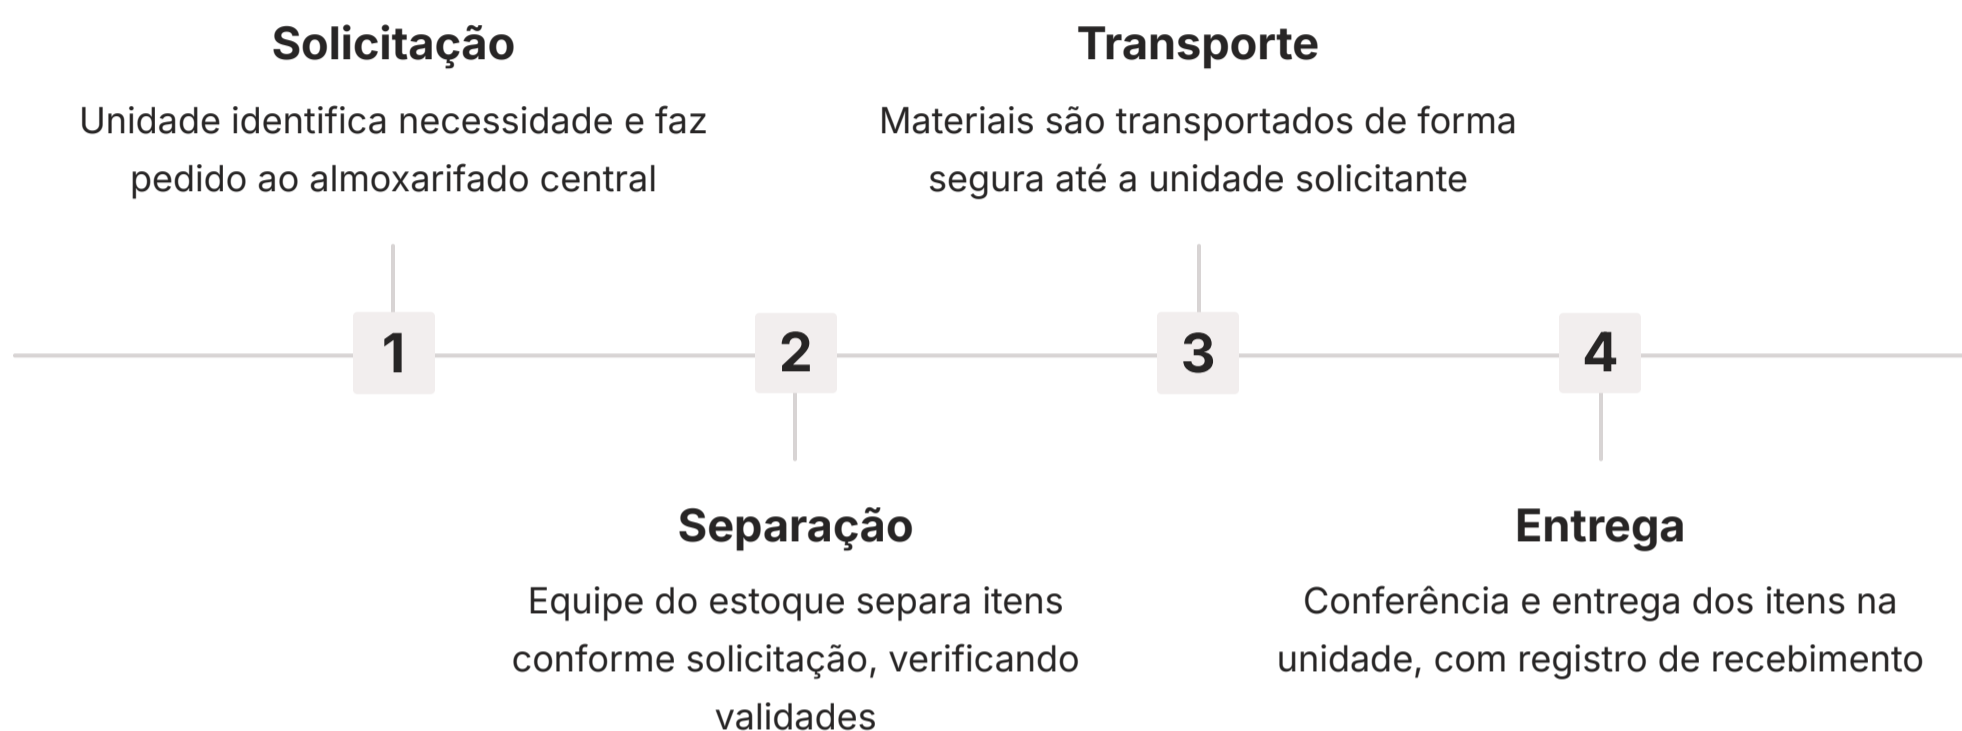 Solicitação
Unidade identifica necessidade e faz
pedido ao almoxarifado central
1
2
Separação
Equipe do estoque separa itens
conforme solicitação, verificando
validades
Transporte
Materiais são transportados de forma
segura até a unidade solicitante
3
4
Entrega
Conferência e entrega dos itens na
unidade, com registro de recebimento